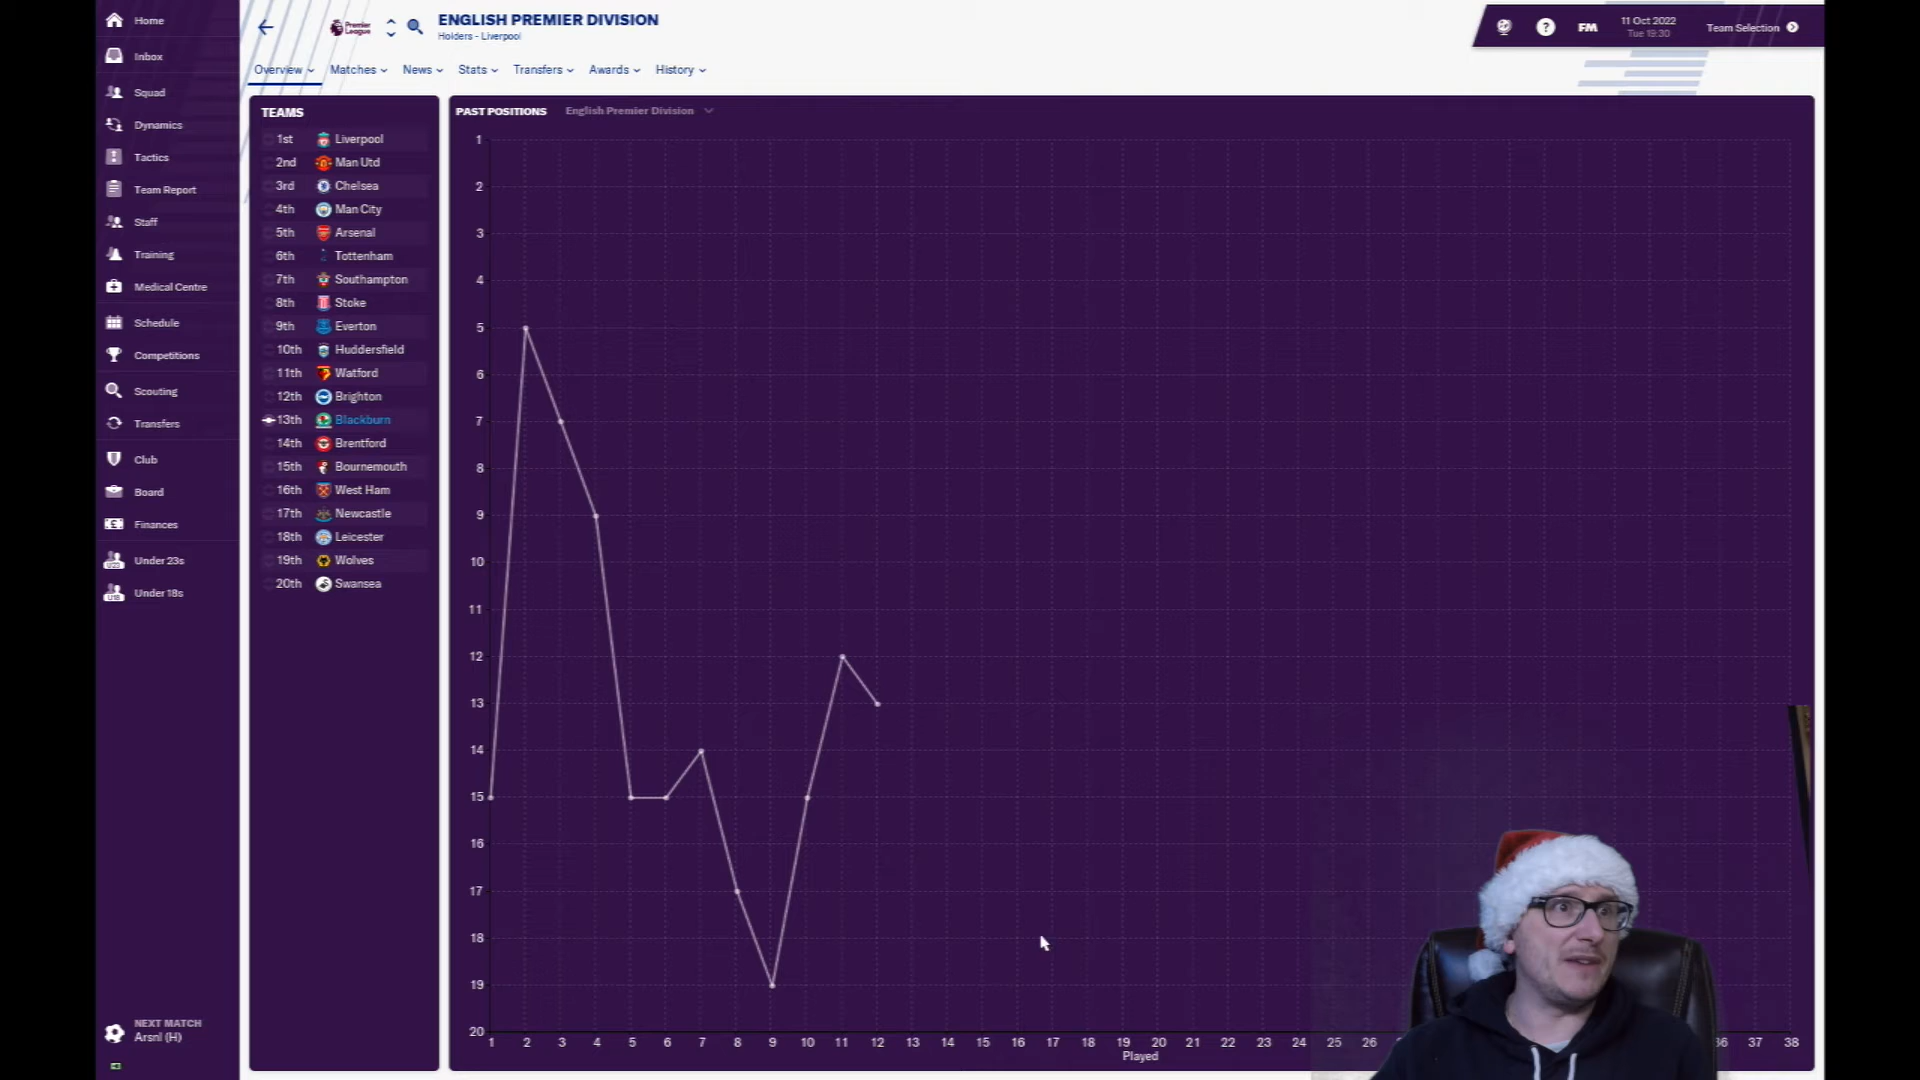 Home
Inbox
Squad
Dynamics
Tactics
Team Report
Staff
Training
Medical Centre
Schedule
Competitions
Scouting
Transfers
Club
Board
Finances
Under 23s
Under 18s
NEXT MATCH
Arsnl (H)
Premier League
ENGLISH PREMIER DIVISION
Holders - Liverpool
FM
11 Oct 2022
Tue 19:30
Team Selection
Overview Matches News Stats Transfers Awards History
TEAMS
1st Liverpool
2nd Man Utd
3rd Chelsea
4th Man City
5th Arsenal
6th Tottenham
7th Southampton
8th Stoke
9th Everton
10th Huddersfield
11th Watford
12th Brighton
13th Blackburn
14th Brentford
15th Bournemouth
16th West Ham
17th Newcastle
18th Leicester
19th Wolves
20th Swansea
PAST POSITIONS English Premier Division
1
2
3
4
5
6
7
8
9
10
11
12
13
14
15
16
17
18
19
20
1 2 3 4 5 6 7 8 9 10 11 12 13 14 15 16 17 18 19 20 21 22 23 24 25 26 37 38
Played